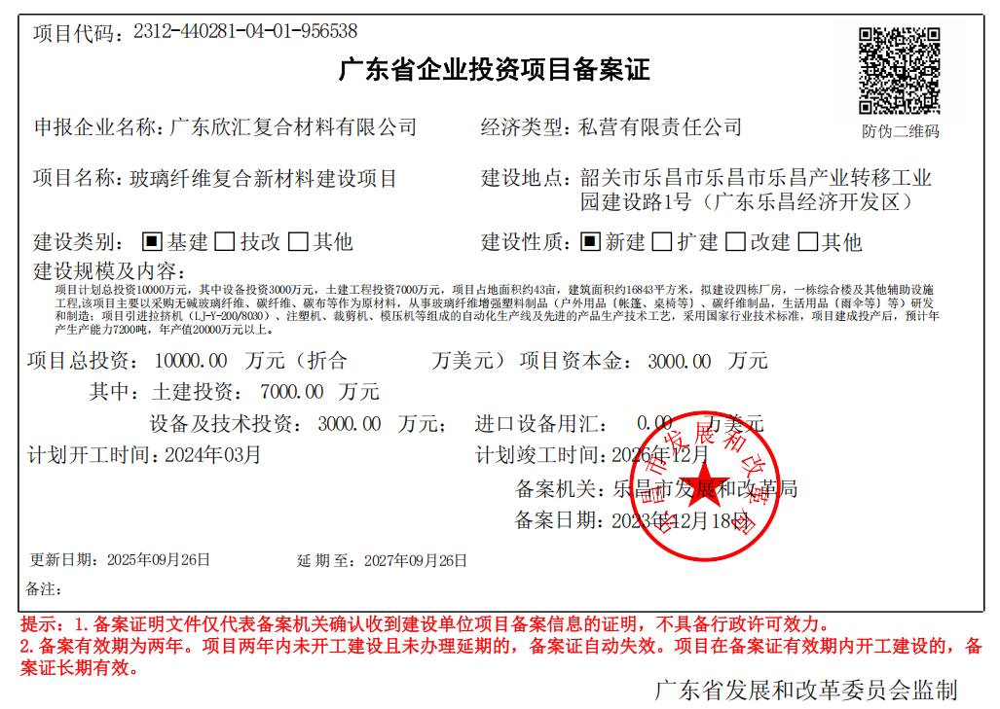 项目代码：2312-440281-04-01-956538
广东省企业投资项目备案证
防伪二维码
申报企业名称：广东欣汇复合材料有限公司 经济类型：私营有限责任公司
项目名称：玻璃纤维复合新材料建设项目 建设地点：韶关市乐昌市乐昌市乐昌产业转移工业
园建设路1号（广东乐昌经济开发区）
建设类别：■基建□技改□其他 建设性质：■新建□扩建□改建□其他
建设规模及内容：
项目计划总投资10000万元，其中设备投资3000万元，土建工程投资7000万元，项目占地面积约43亩，建筑面积约16843平方米，拟建设四栋厂房，一栋综合楼及其他辅助设施
工程,该项目主要以采购无碱玻璃纤维、碳纤维、碳布等作为原材料，从事玻璃纤维增强塑料制品（户外用品〔帐篷、桌椅等〕、碳纤维制品，生活用品〔雨伞等〕等）研发
和制造；项目引进拉挤机（LJ-Y-200/8030）、注塑机、裁剪机、模压机等组成的自动化生产线及先进的产品生产技术工艺，采用国家行业技术标准，项目建成投产后，预计年
产生产能力7200吨，年产值20000万元以上。
项目总投资： 10000.00 万元（折合 万美元）项目资本金： 3000.00 万元
其中：土建投资： 7000.00 万元
设备及技术投资： 3000.00 万元； 进口设备用汇： 0.00 万美元
计划开工时间：2024年03月 计划竣工时间：2026年12月
备案机关：乐昌市发展和改革局
备案日期：2023年12月18日
乐昌市发展和改革局
更新日期：2025年09月26日 延期至：2027年09月26日
备注：
提示：1.备案证明文件仅代表备案机关确认收到建设单位项目备案信息的证明，不具备行政许可效力。
2.备案有效期为两年。项目两年内未开工建设且未办理延期的，备案证自动失效。项目在备案证有效期内开工建设的，备
案证长期有效。
广东省发展和改革委员会监制